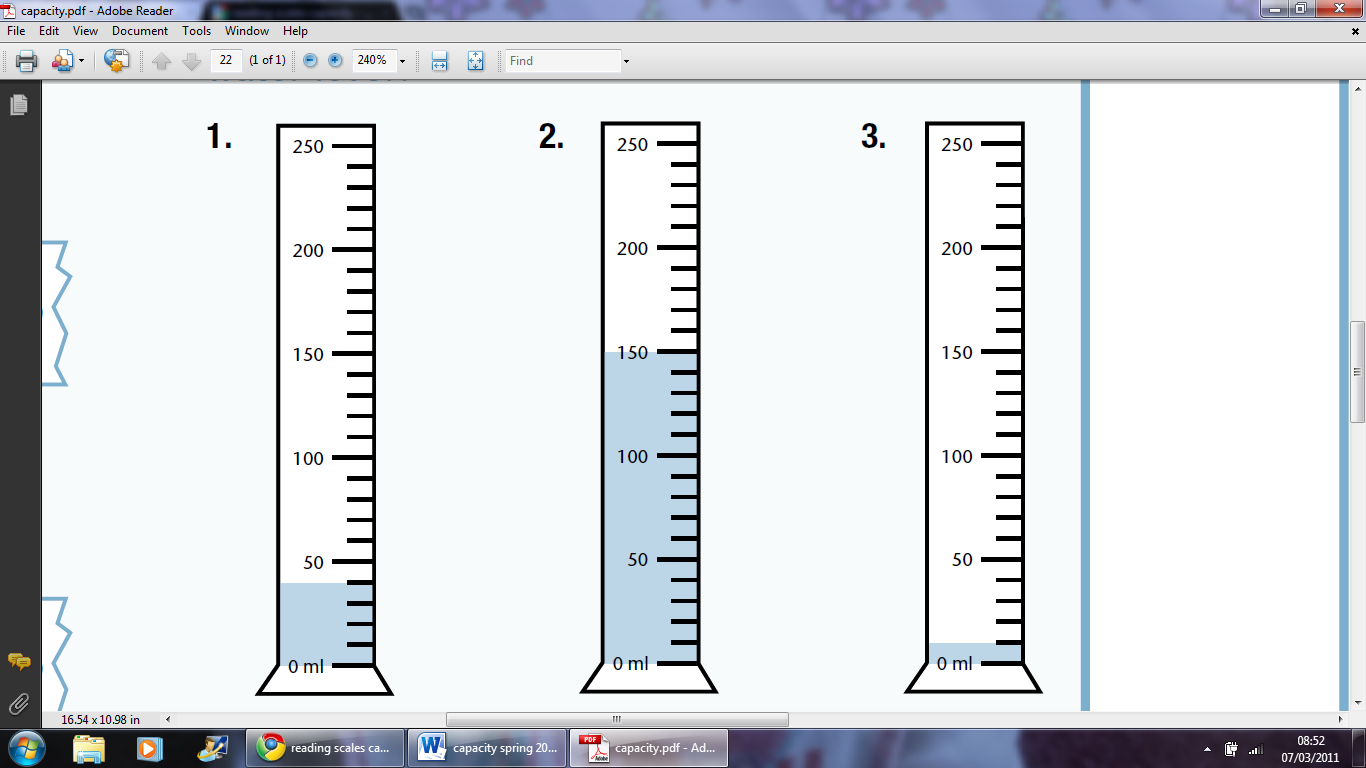 capacity.pdf - Adobe Reader
File Edit View Document Tools Window Help
22 (1 of 1) 240% Find
1. 2. 3.
250 250 250
200 200 200
150 150 150
100 100 100
50 50 50
0 ml 0 ml 0 ml
16.54 x 10.98 in
reading scales ca... capacity spring 20... capacity.pdf - Ad...
PDF
Adobe
08:52
07/03/2011